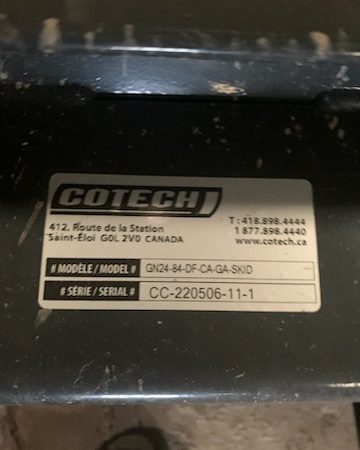 COTECH
412, Route de la Station
Saint-Éloi G0L 2V0 CANADA
T : 418.898.4444
1 877.898.4440
www.cotech.ca
# MODÈLE / MODEL # GN24-84-DF-CA-GA-SKID
# SÉRIE / SERIAL # CC-220506-11-1